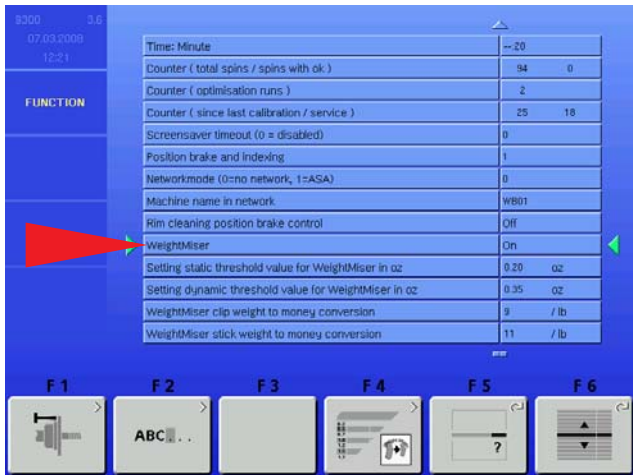 9300 3.6
07.03.2008
12:21
FUNCTION
Time: Minute -- 20
Counter ( total spins / spins with ok ) 94 0
Counter ( optimisation runs ) 2
Counter ( since last calibration / service ) 25 18
Screensaver timeout (0 = disabled) 0
Position brake and indexing 1
Networkmode (0=no network, 1=ASA) 0
Machine name in network WB01
Rim cleaning position brake control Off
WeightMiser On
Setting static threshold value for WeightMiser in oz 0.20 oz
Setting dynamic threshold value for WeightMiser in oz 0.35 oz
WeightMiser clip weight to money conversion 9 / lb
WeightMiser stick weight to money conversion 11 / lb
F 1 F 2 F 3 F 4 F 5 F 6
ABC . . ?